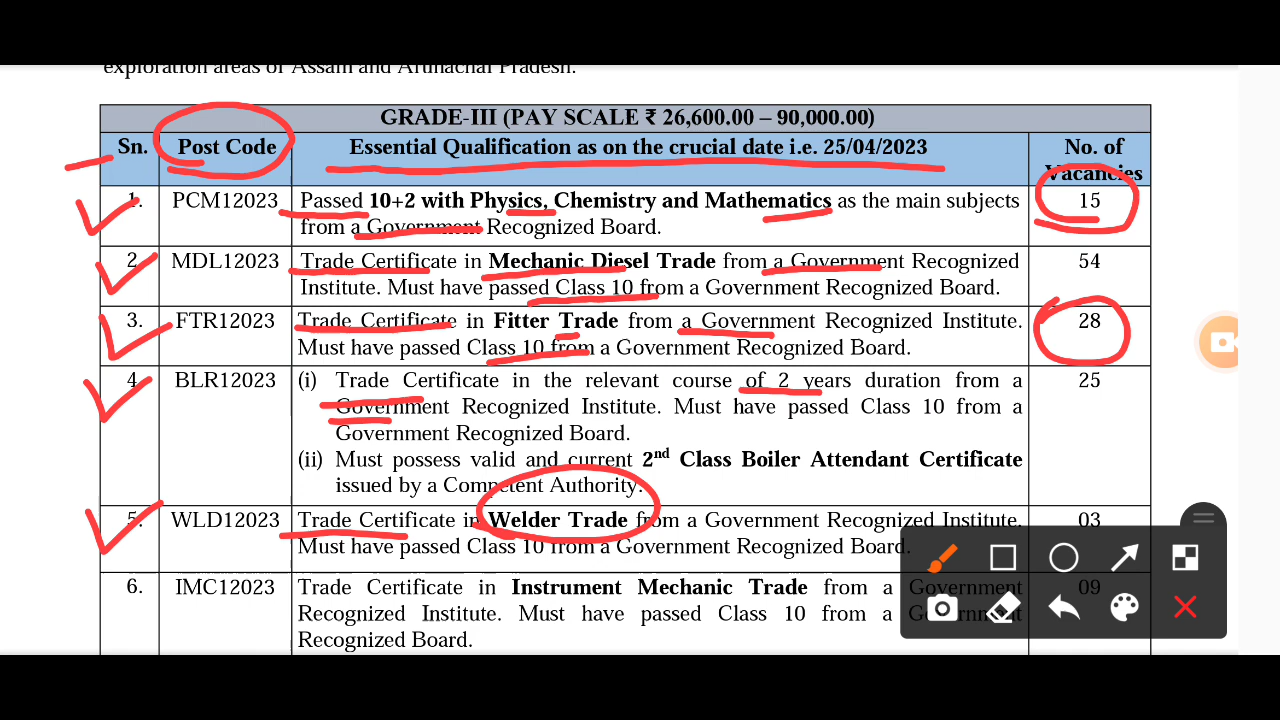 exploration areas of Assam and Arunachal Pradesh.
GRADE-III (PAY SCALE ₹ 26,600.00 – 90,000.00)
Sn. Post Code Essential Qualification as on the crucial date i.e. 25/04/2023 No. of
Vacancies
1. PCM12023 Passed 10+2 with Physics, Chemistry and Mathematics as the main subjects 15
from a Government Recognized Board.
2. MDL12023 Trade Certificate in Mechanic Diesel Trade from a Government Recognized 54
Institute. Must have passed Class 10 from a Government Recognized Board.
3. FTR12023 Trade Certificate in Fitter Trade from a Government Recognized Institute. 28
Must have passed Class 10 from a Government Recognized Board.
4. BLR12023 (i) Trade Certificate in the relevant course of 2 years duration from a 25
Government Recognized Institute. Must have passed Class 10 from a
Government Recognized Board.
(ii) Must possess valid and current 2nd Class Boiler Attendant Certificate
issued by a Competent Authority.
5. WLD12023 Trade Certificate in Welder Trade from a Government Recognized Institute. 03
Must have passed Class 10 from a Government Recognized Board.
6. IMC12023 Trade Certificate in Instrument Mechanic Trade from a Government 09
Recognized Institute. Must have passed Class 10 from a Government
Recognized Board.